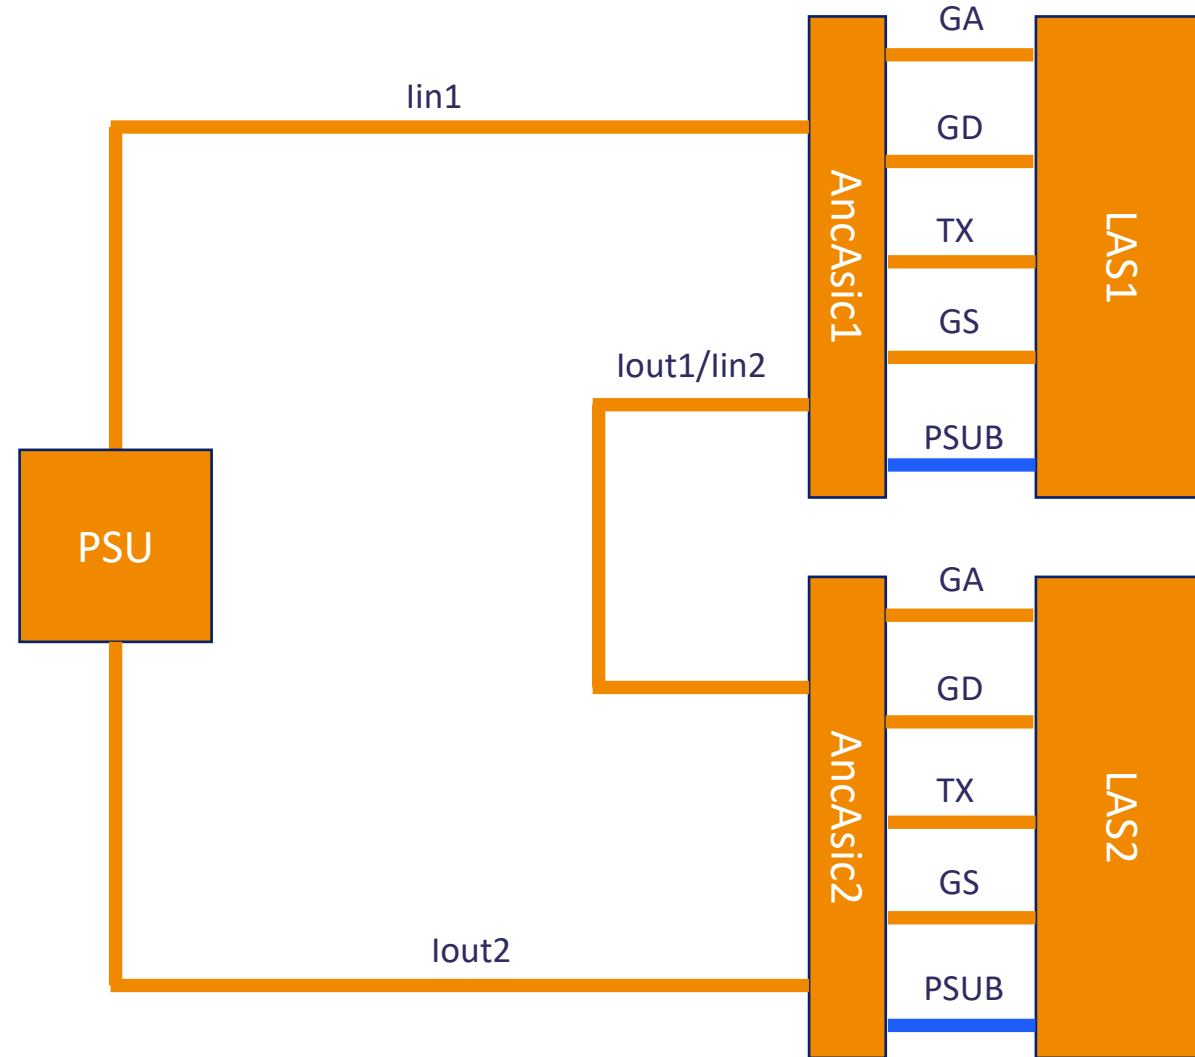 GA
Iin1
GD
AncAsic1
TX
LAS1
GS
Iout1/Iin2
PSUB
PSU
GA
GD
AncAsic2
TX
LAS2
GS
Iout2
PSUB